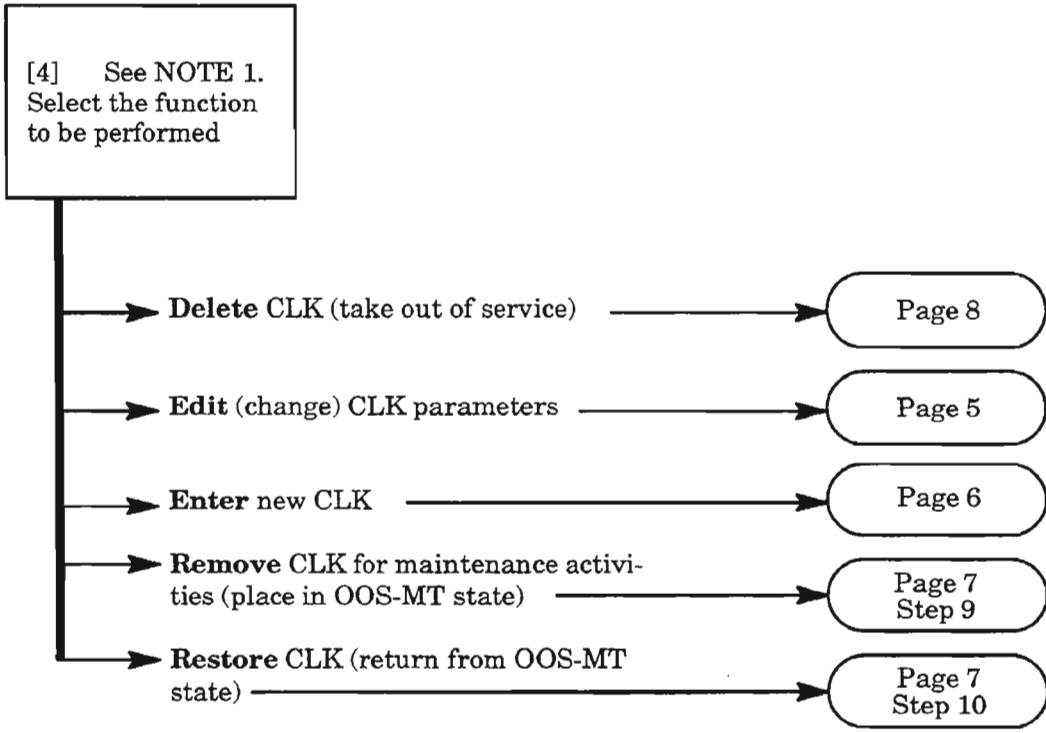 [4] See NOTE 1.
Select the function
to be performed
Delete CLK (take out of service)
Page 8
Edit (change) CLK parameters
Page 5
Enter new CLK
Page 6
Remove CLK for maintenance activi-
ties (place in OOS-MT state)
Page 7
Step 9
Restore CLK (return from OOS-MT
state)
Page 7
Step 10